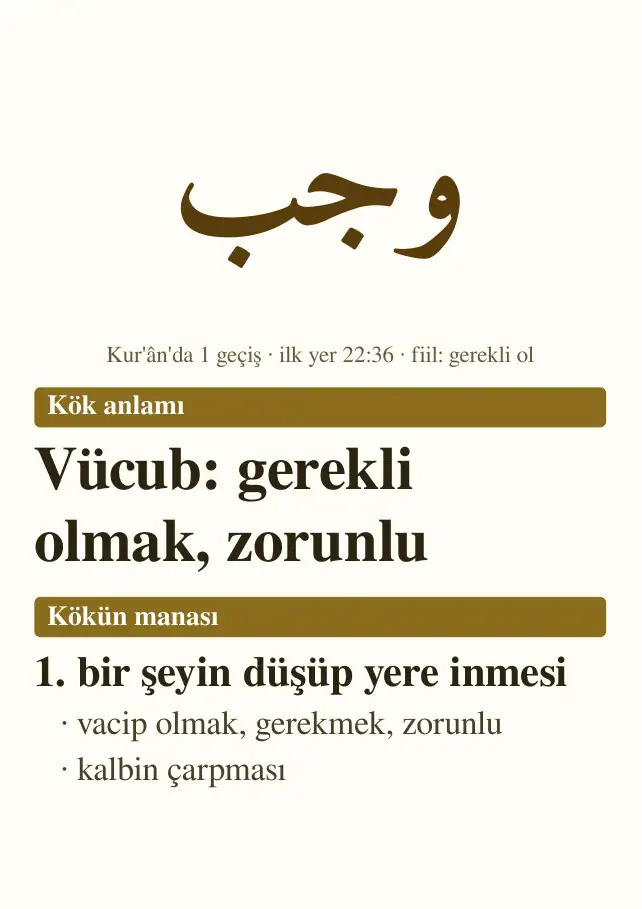 وجب
Kur'ân'da 1 geçiş · ilk yer 22:36 · fiil: gerekli ol
Kök anlamı
Vücub: gerekli
olmak, zorunlu
Kökün manası
1. bir şeyin düşüp yere inmesi
· vacip olmak, gerekmek, zorunlu
· kalbin çarpması